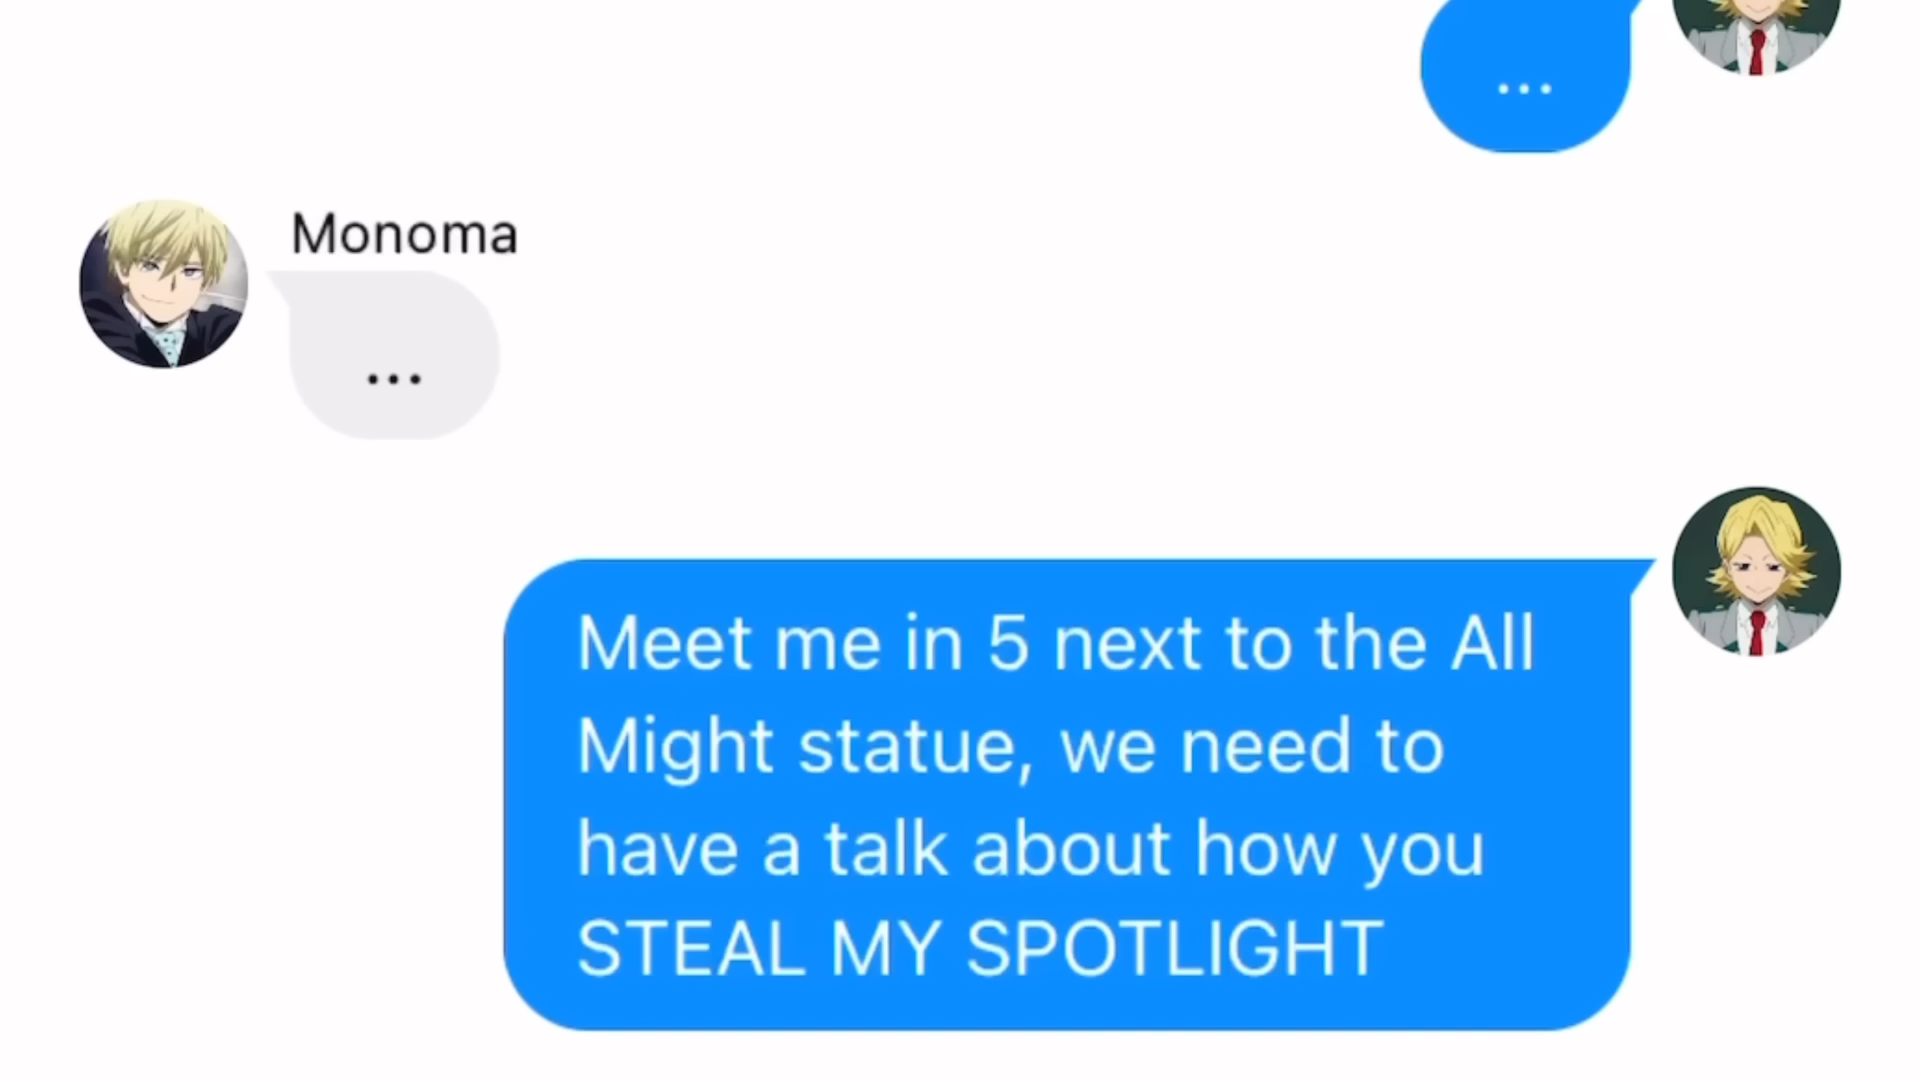 ...
Monoma
...
Meet me in 5 next to the All
Might statue, we need to
have a talk about how you
STEAL MY SPOTLIGHT